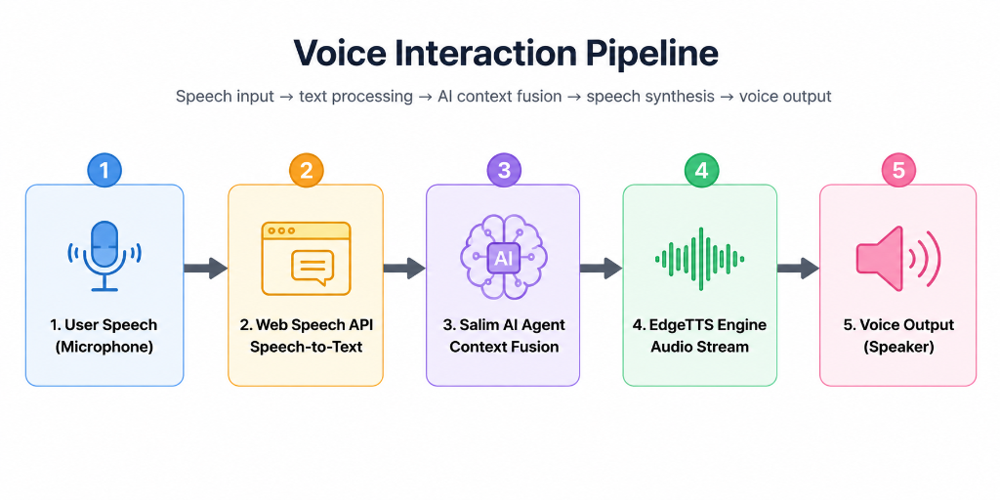 Voice Interaction Pipeline
Speech input → text processing → AI context fusion → speech synthesis → voice output
1
2
3
4
5
AI
1. User Speech
(Microphone)
2. Web Speech API
Speech-to-Text
3. Salim AI Agent
Context Fusion
4. EdgeTTS Engine
Audio Stream
5. Voice Output
(Speaker)